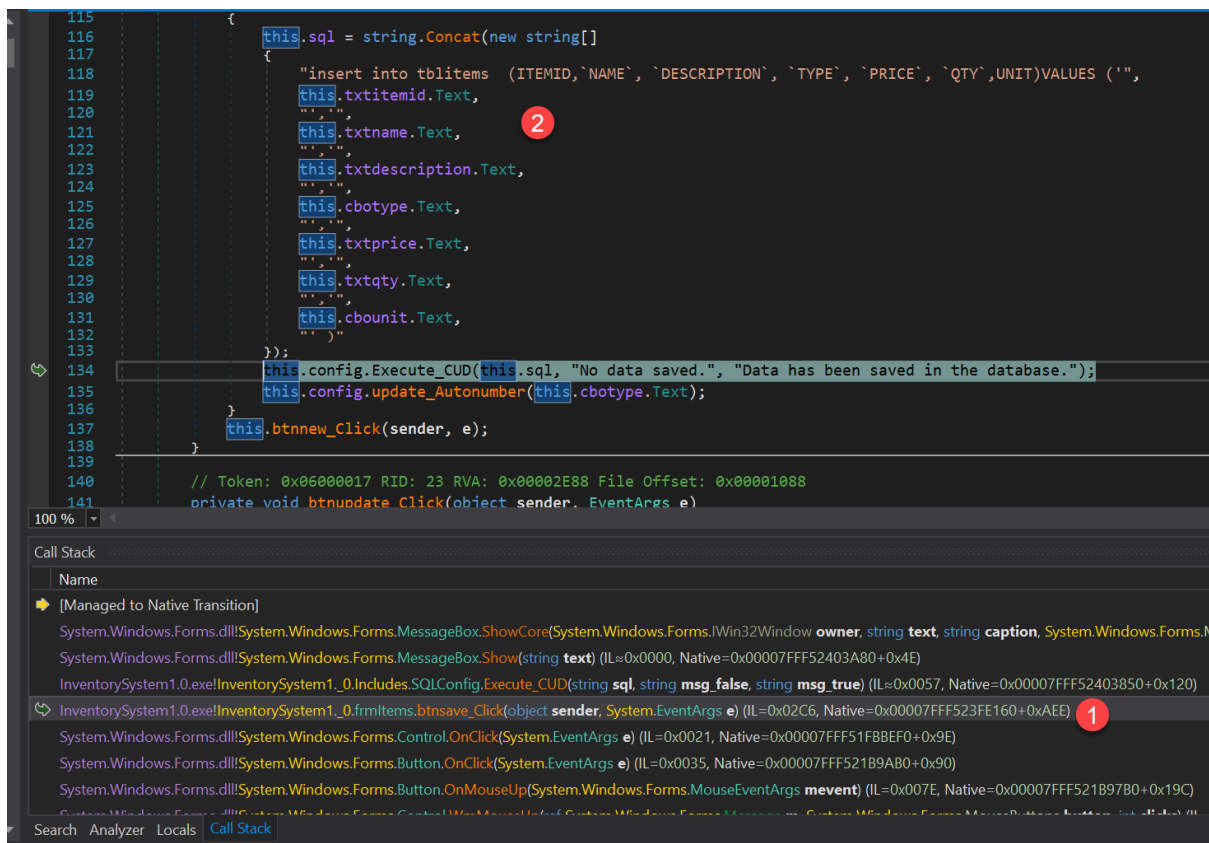 115 {
116 this.sql = string.Concat(new string[]
117 {
118 "insert into tblitems  (ITEMID,`NAME`, `DESCRIPTION`, `TYPE`, `PRICE`, `QTY`,UNIT)VALUES ('",
119 this.txtitemid.Text,
120 "','",
2
121 this.txtname.Text,
122 "','",
123 this.txtdescription.Text,
124 "','",
125 this.cbotype.Text,
126 "','",
127 this.txtprice.Text,
128 "','",
129 this.txtqty.Text,
130 "','",
131 this.cbounit.Text,
132 "' )"
133 });
134 this.config.Execute_CUD(this.sql, "No data saved.", "Data has been saved in the database.");
135 this.config.update_Autonumber(this.cbotype.Text);
136 }
137 this.btnnew_Click(sender, e);
138 }
139
140 // Token: 0x06000017 RID: 23 RVA: 0x00002E88 File Offset: 0x00001088
141 private void btnupdate_Click(object sender, EventArgs e)
100 %
Call Stack
Name
[Managed to Native Transition]
System.Windows.Forms.dll!System.Windows.Forms.MessageBox.ShowCore(System.Windows.Forms.IWin32Window owner, string text, string caption, System.Windows.Forms.
System.Windows.Forms.dll!System.Windows.Forms.MessageBox.Show(string text) (IL≈0x0000, Native=0x00007FFF52403A80+0x4E)
InventorySystem1.0.exe!InventorySystem1._0.Includes.SQLConfig.Execute_CUD(string sql, string msg_false, string msg_true) (IL≈0x0057, Native=0x00007FFF52403850+0x120)
InventorySystem1.0.exe!InventorySystem1._0.frmItems.btnsave_Click(object sender, System.EventArgs e) (IL=0x02C6, Native=0x00007FFF523FE160+0xAEE) 1
System.Windows.Forms.dll!System.Windows.Forms.Control.OnClick(System.EventArgs e) (IL=0x0021, Native=0x00007FFF51FBBEF0+0x9E)
System.Windows.Forms.dll!System.Windows.Forms.Button.OnClick(System.EventArgs e) (IL=0x0035, Native=0x00007FFF521B9AB0+0x90)
System.Windows.Forms.dll!System.Windows.Forms.Button.OnMouseUp(System.Windows.Forms.MouseEventArgs mevent) (IL=0x007E, Native=0x00007FFF521B97B0+0x19C)
Search Analyzer Locals Call Stack